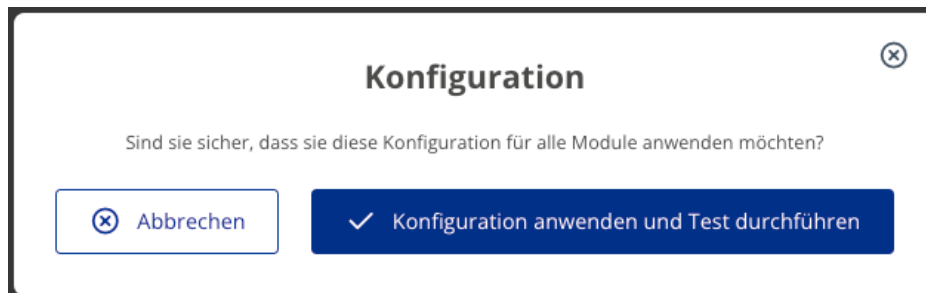 Konfiguration
Sind sie sicher, dass sie diese Konfiguration für alle Module anwenden möchten?
Abbrechen
Konfiguration anwenden und Test durchführen